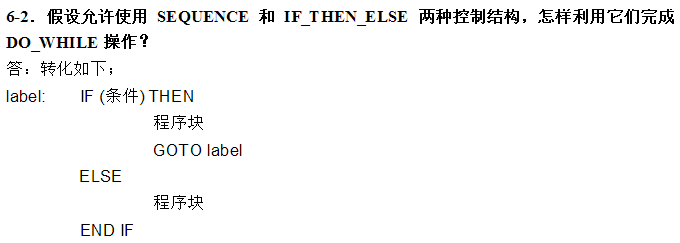 6-2．假设允许使用 SEQUENCE 和 IF_THEN_ELSE 两种控制结构，怎样利用它们完成
DO_WHILE 操作？
答：转化如下；
label: IF (条件) THEN
程序块
GOTO label
ELSE
程序块
END IF